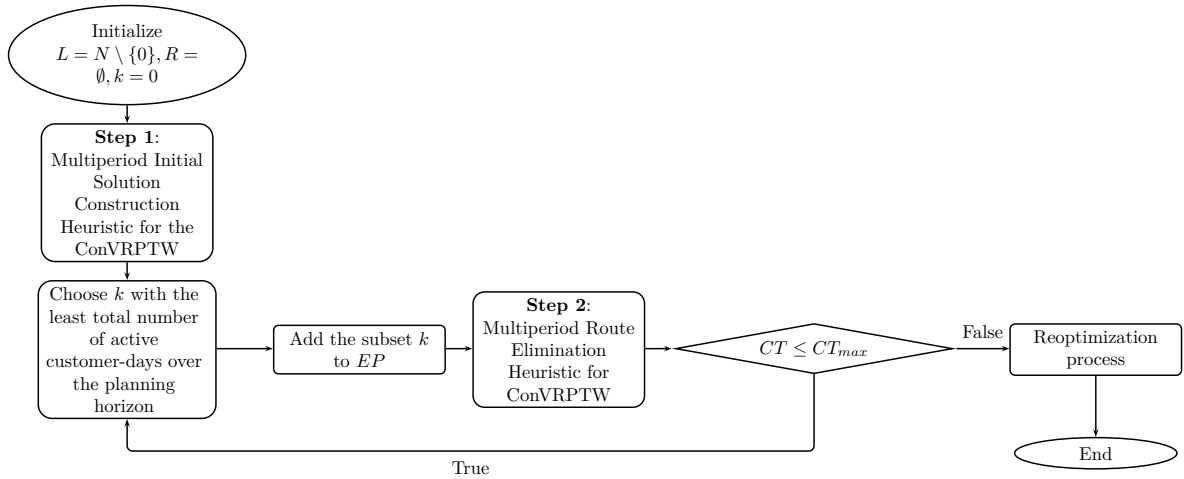 Initialize
L = N \ {0}, R =
∅, k = 0
Step 1:
Multiperiod Initial
Solution
Construction
Heuristic for the
ConVRPTW
Choose k with the
least total number
of active
customer-days over
the planning
horizon
Add the subset k
to EP
Step 2:
Multiperiod Route
Elimination
Heuristic for
ConVRPTW
CT ≤ CT_max
False
Reoptimization
process
End
True